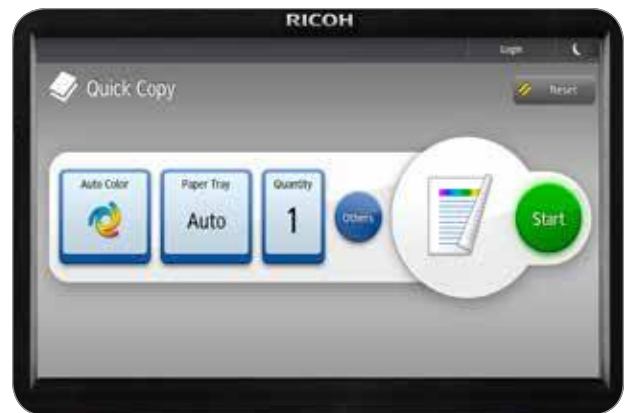 RICOH
Login
Quick Copy
Reset
Auto Color
Paper Tray
Auto
Quantity
1
Others
Start